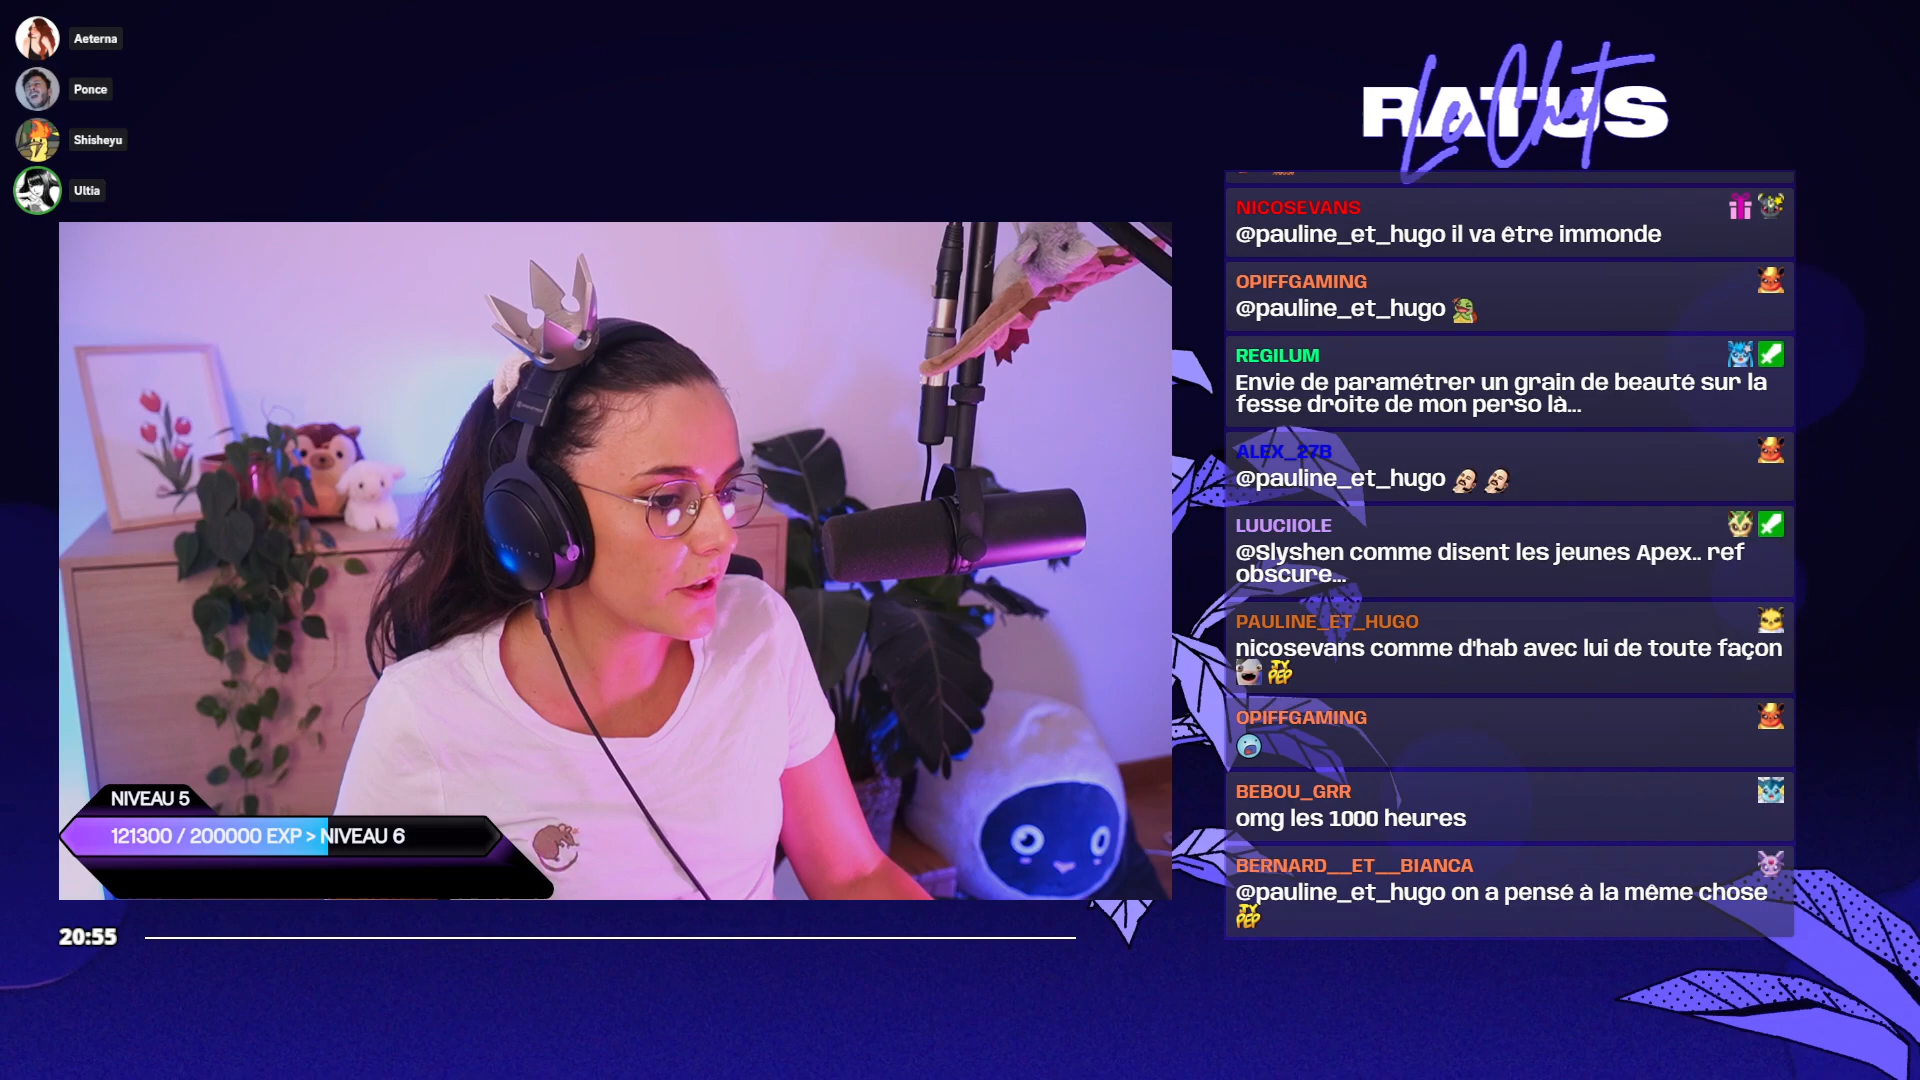 Aeterna
Ponce
Shisheyu
Ultia
RATUS
Le Chat
NICOSEVANS
@pauline_et_hugo il va être immonde
OPIFFGAMING
@pauline_et_hugo
REGILUM
Envie de paramétrer un grain de beauté sur la
fesse droite de mon perso là...
ALEX_27B
@pauline_et_hugo
LUUCIIOLE
@Slyshen comme disent les jeunes Apex.. ref
obscure...
PAULINE_ET_HUGO
nicosevans comme d'hab avec lui de toute façon
OPIFFGAMING
BEBOU_GRR
omg les 1000 heures
BERNARD__ET__BIANCA
@pauline_et_hugo on a pensé à la même chose
NIVEAU 5
121300 / 200000 EXP > NIVEAU 6
20:55